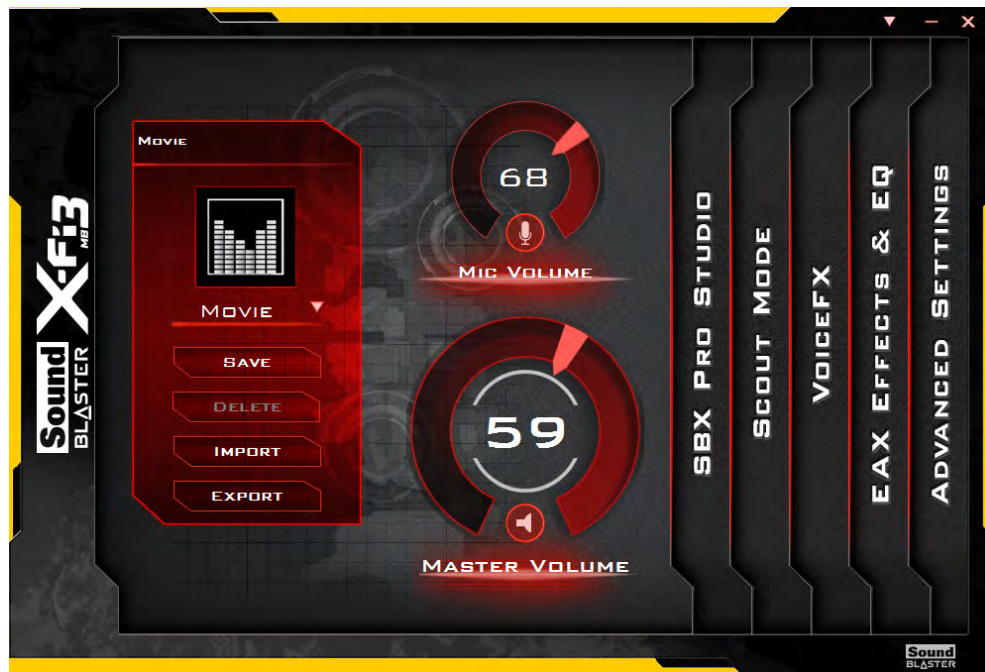 Sound BLASTER X-Fi3 MB
Movie
Movie
Save
Delete
Import
Export
68
Mic Volume
59
Master Volume
SBX Pro Studio
Scout Mode
VoiceFX
EAX Effects & EQ
Advanced Settings
Sound BLASTER